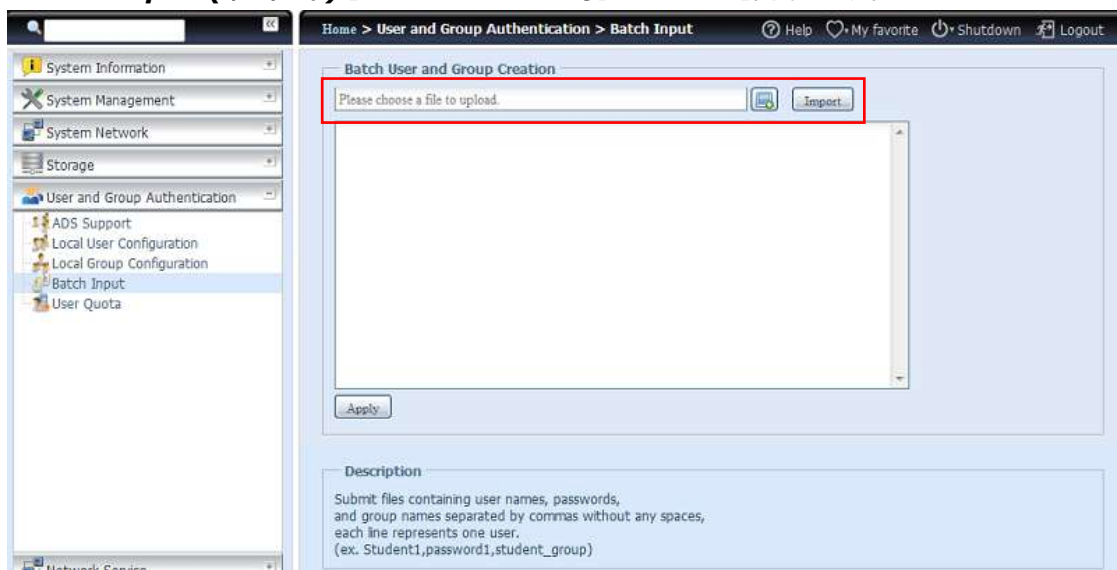 Home > User and Group Authentication > Batch Input
Help
My favorite
Shutdown
Logout
System Information
System Management
System Network
Storage
User and Group Authentication
ADS Support
Local User Configuration
Local Group Configuration
Batch Input
User Quota
Network Service
Batch User and Group Creation
Please choose a file to upload.
Import
Apply
Description
Submit files containing user names, passwords,
and group names separated by commas without any spaces,
each line represents one user.
(ex. Student1,password1,student_group)